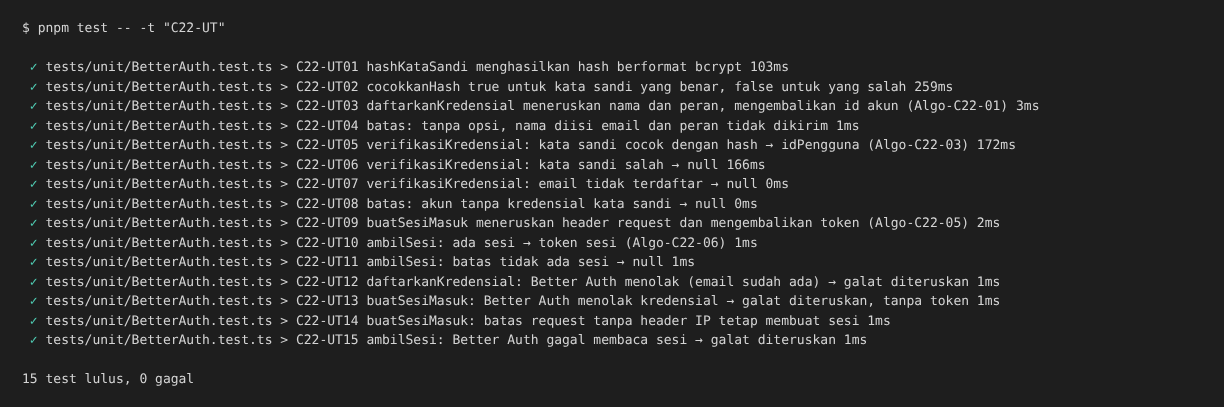 $ pnpm test -- -t "C22-UT"
✓ tests/unit/BetterAuth.test.ts > C22-UT01 hashKataSandi menghasilkan hash berformat bcrypt 103ms
✓ tests/unit/BetterAuth.test.ts > C22-UT02 cocokkanHash true untuk kata sandi yang benar, false untuk yang salah 259ms
✓ tests/unit/BetterAuth.test.ts > C22-UT03 daftarkanKredensial meneruskan nama dan peran, mengembalikan id akun (Algo-C22-01) 3ms
✓ tests/unit/BetterAuth.test.ts > C22-UT04 batas: tanpa opsi, nama diisi email dan peran tidak dikirim 1ms
✓ tests/unit/BetterAuth.test.ts > C22-UT05 verifikasiKredensial: kata sandi cocok dengan hash → idPengguna (Algo-C22-03) 172ms
✓ tests/unit/BetterAuth.test.ts > C22-UT06 verifikasiKredensial: kata sandi salah → null 166ms
✓ tests/unit/BetterAuth.test.ts > C22-UT07 verifikasiKredensial: email tidak terdaftar → null 0ms
✓ tests/unit/BetterAuth.test.ts > C22-UT08 batas: akun tanpa kredensial kata sandi → null 0ms
✓ tests/unit/BetterAuth.test.ts > C22-UT09 buatSesiMasuk meneruskan header request dan mengembalikan token (Algo-C22-05) 2ms
✓ tests/unit/BetterAuth.test.ts > C22-UT10 ambilSesi: ada sesi → token sesi (Algo-C22-06) 1ms
✓ tests/unit/BetterAuth.test.ts > C22-UT11 ambilSesi: batas tidak ada sesi → null 1ms
✓ tests/unit/BetterAuth.test.ts > C22-UT12 daftarkanKredensial: Better Auth menolak (email sudah ada) → galat diteruskan 1ms
✓ tests/unit/BetterAuth.test.ts > C22-UT13 buatSesiMasuk: Better Auth menolak kredensial → galat diteruskan, tanpa token 1ms
✓ tests/unit/BetterAuth.test.ts > C22-UT14 buatSesiMasuk: batas request tanpa header IP tetap membuat sesi 1ms
✓ tests/unit/BetterAuth.test.ts > C22-UT15 ambilSesi: Better Auth gagal membaca sesi → galat diteruskan 1ms
15 test lulus, 0 gagal